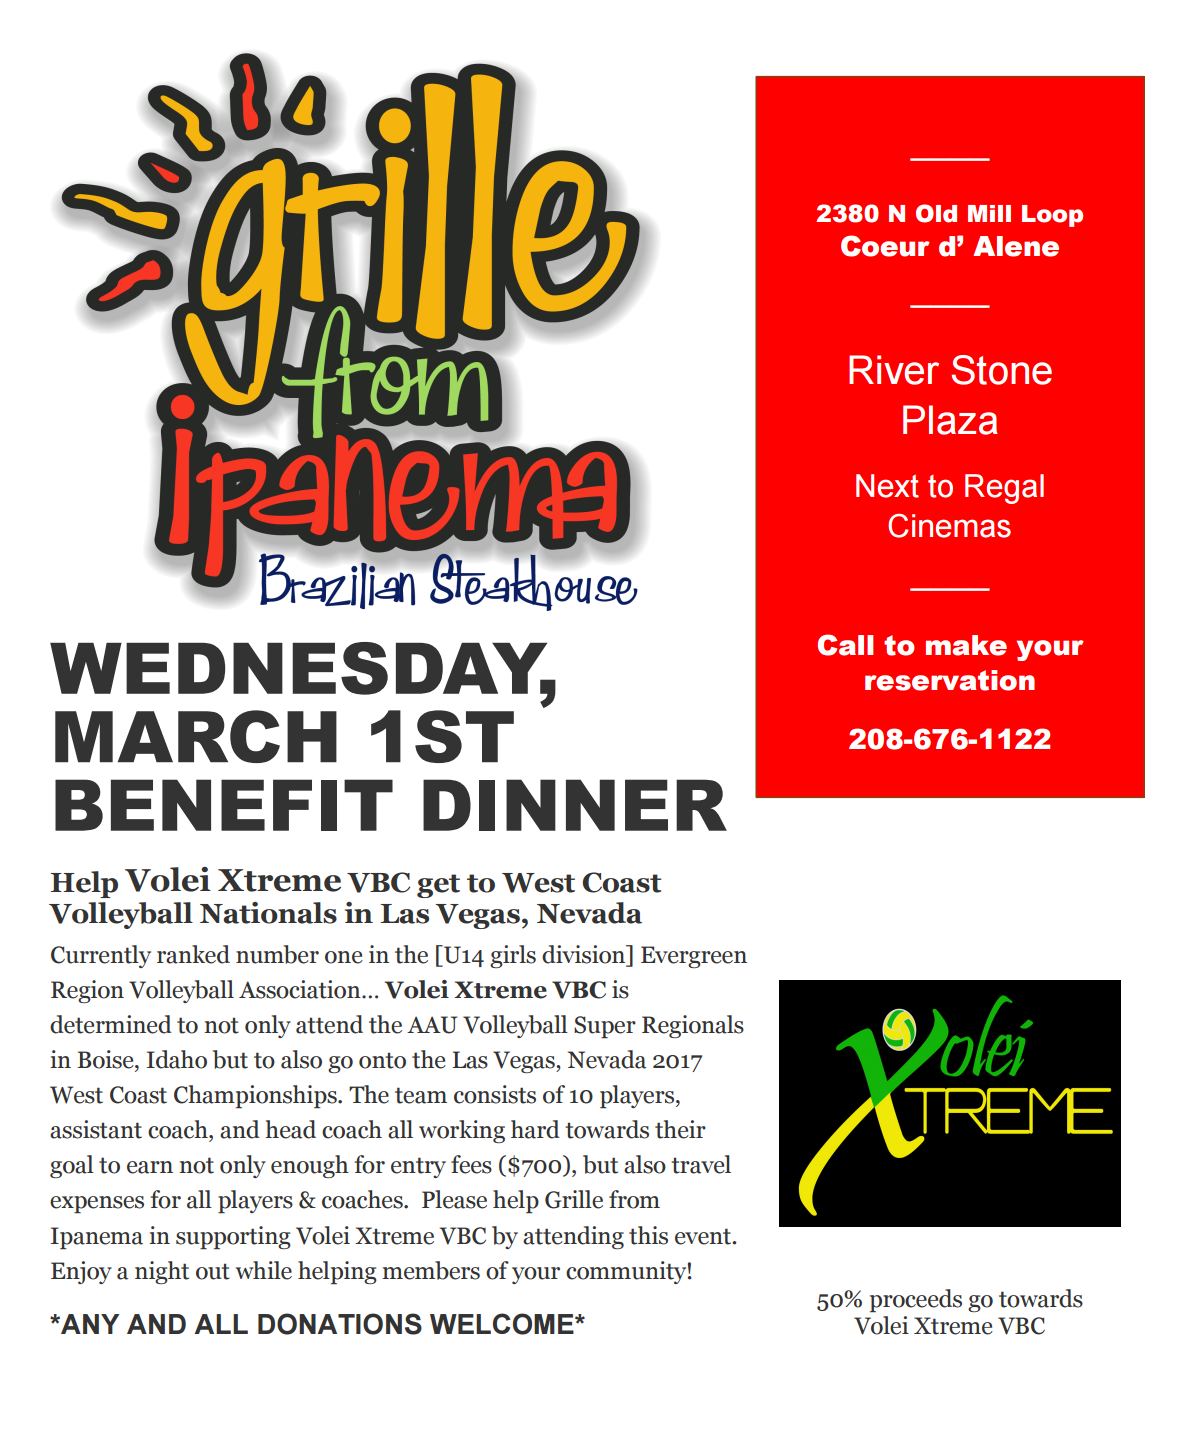 grille
from
ipanema
Brazilian Steakhouse
WEDNESDAY,
MARCH 1ST
BENEFIT DINNER
Help Volei Xtreme VBC get to West Coast
Volleyball Nationals in Las Vegas, Nevada
Currently ranked number one in the [U14 girls division] Evergreen
Region Volleyball Association... Volei Xtreme VBC is
determined to not only attend the AAU Volleyball Super Regionals
in Boise, Idaho but to also go onto the Las Vegas, Nevada 2017
West Coast Championships. The team consists of 10 players,
assistant coach, and head coach all working hard towards their
goal to earn not only enough for entry fees ($700), but also travel
expenses for all players & coaches.  Please help Grille from
Ipanema in supporting Volei Xtreme VBC by attending this event.
Enjoy a night out while helping members of your community!
*ANY AND ALL DONATIONS WELCOME*
2380 N Old Mill Loop
Coeur d’ Alene
River Stone
Plaza
Next to Regal
Cinemas
Call to make your
reservation
208-676-1122
Volei
XTREME
50% proceeds go towards
Volei Xtreme VBC